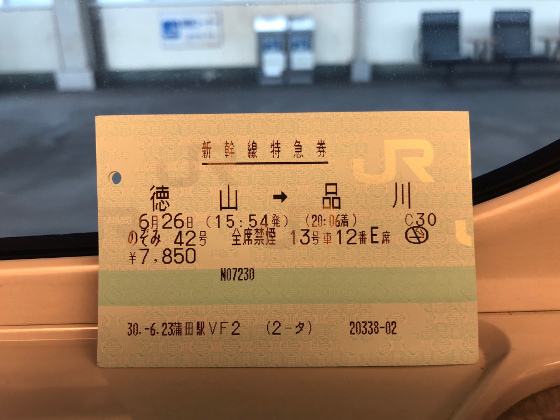 新幹線特急券
JR
徳山 → 品川
6月26日 (15:54発) (20:06着) C30
のぞみ 42号 全席禁煙 13号車12番E席
¥7,850
N07230
30.-6.23蒲田駅VF2 (2-タ) 20338-02